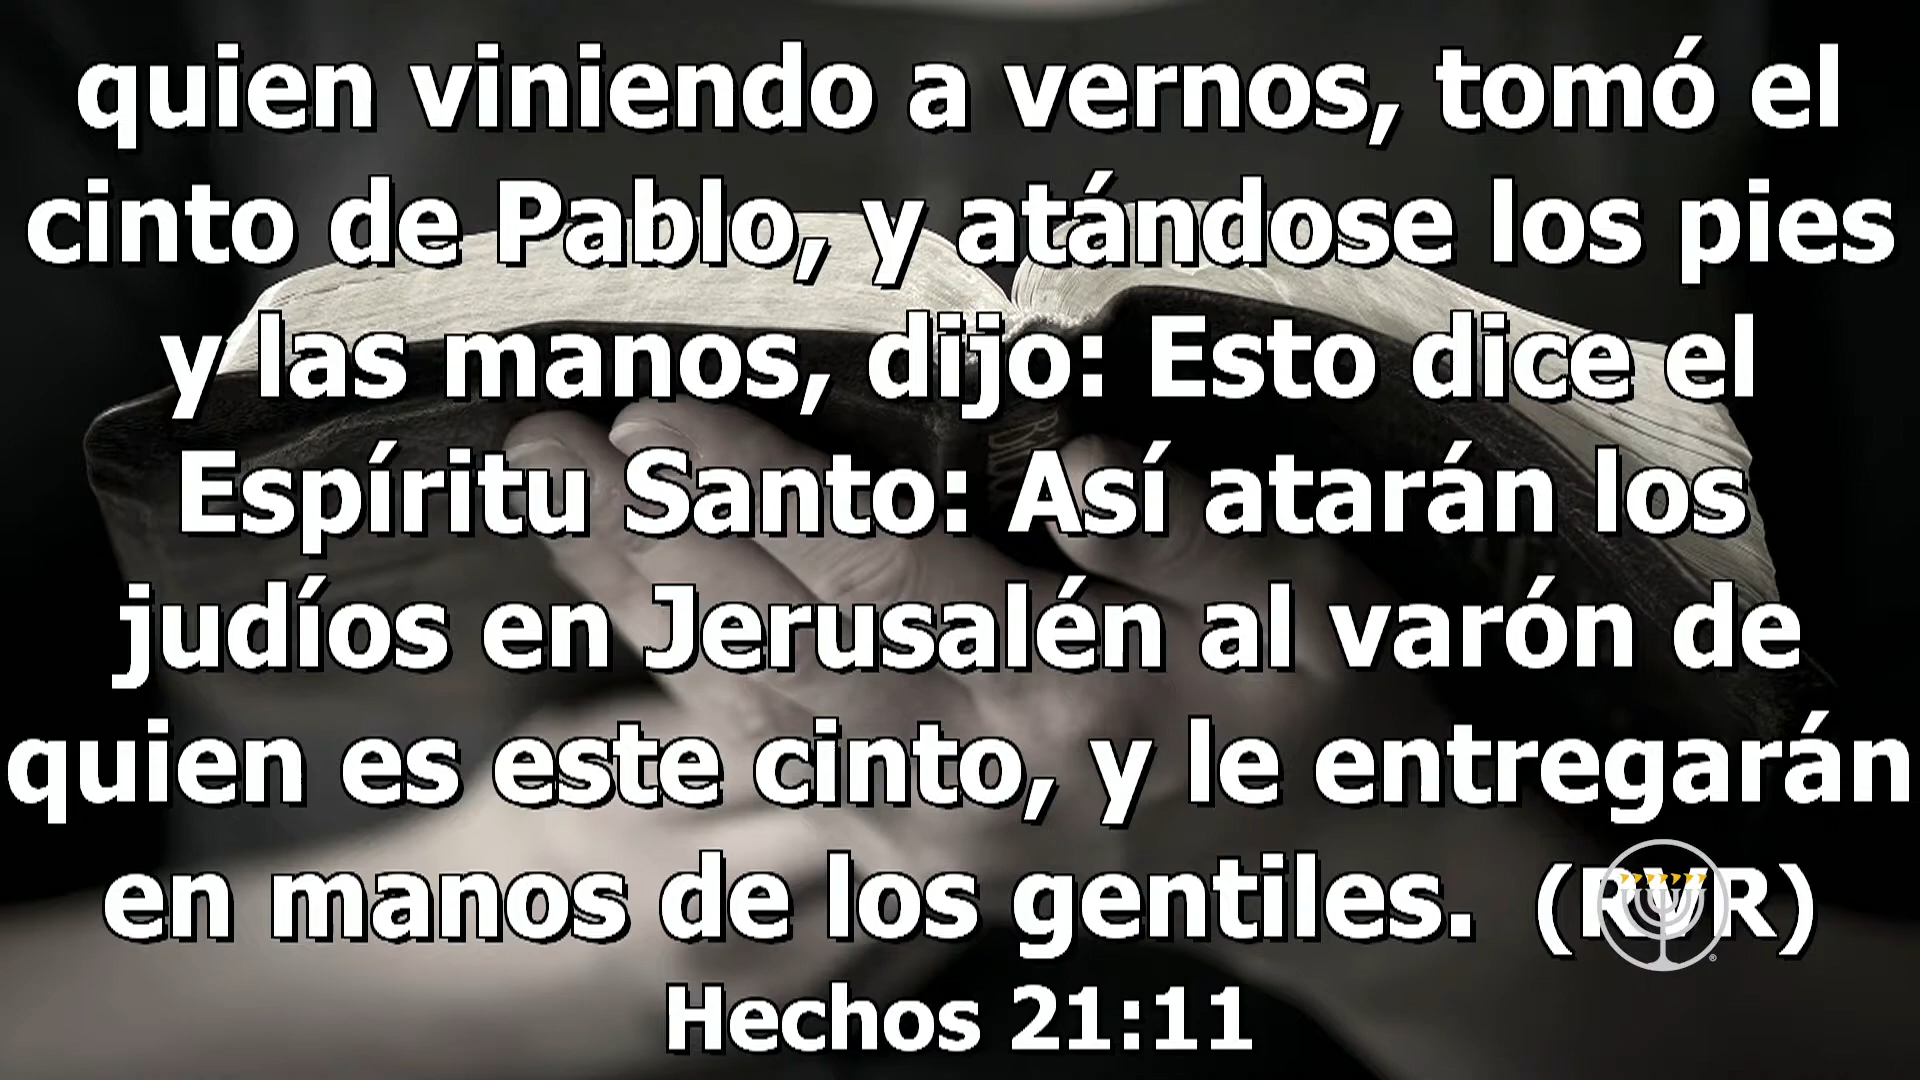 quien viniendo a vernos, tomó el
cinto de Pablo, y atándose los pies
y las manos, dijo: Esto dice el
Espíritu Santo: Así atarán los
judíos en Jerusalén al varón de
quien es este cinto, y le entregarán
en manos de los gentiles. (RVR)
Hechos 21:11